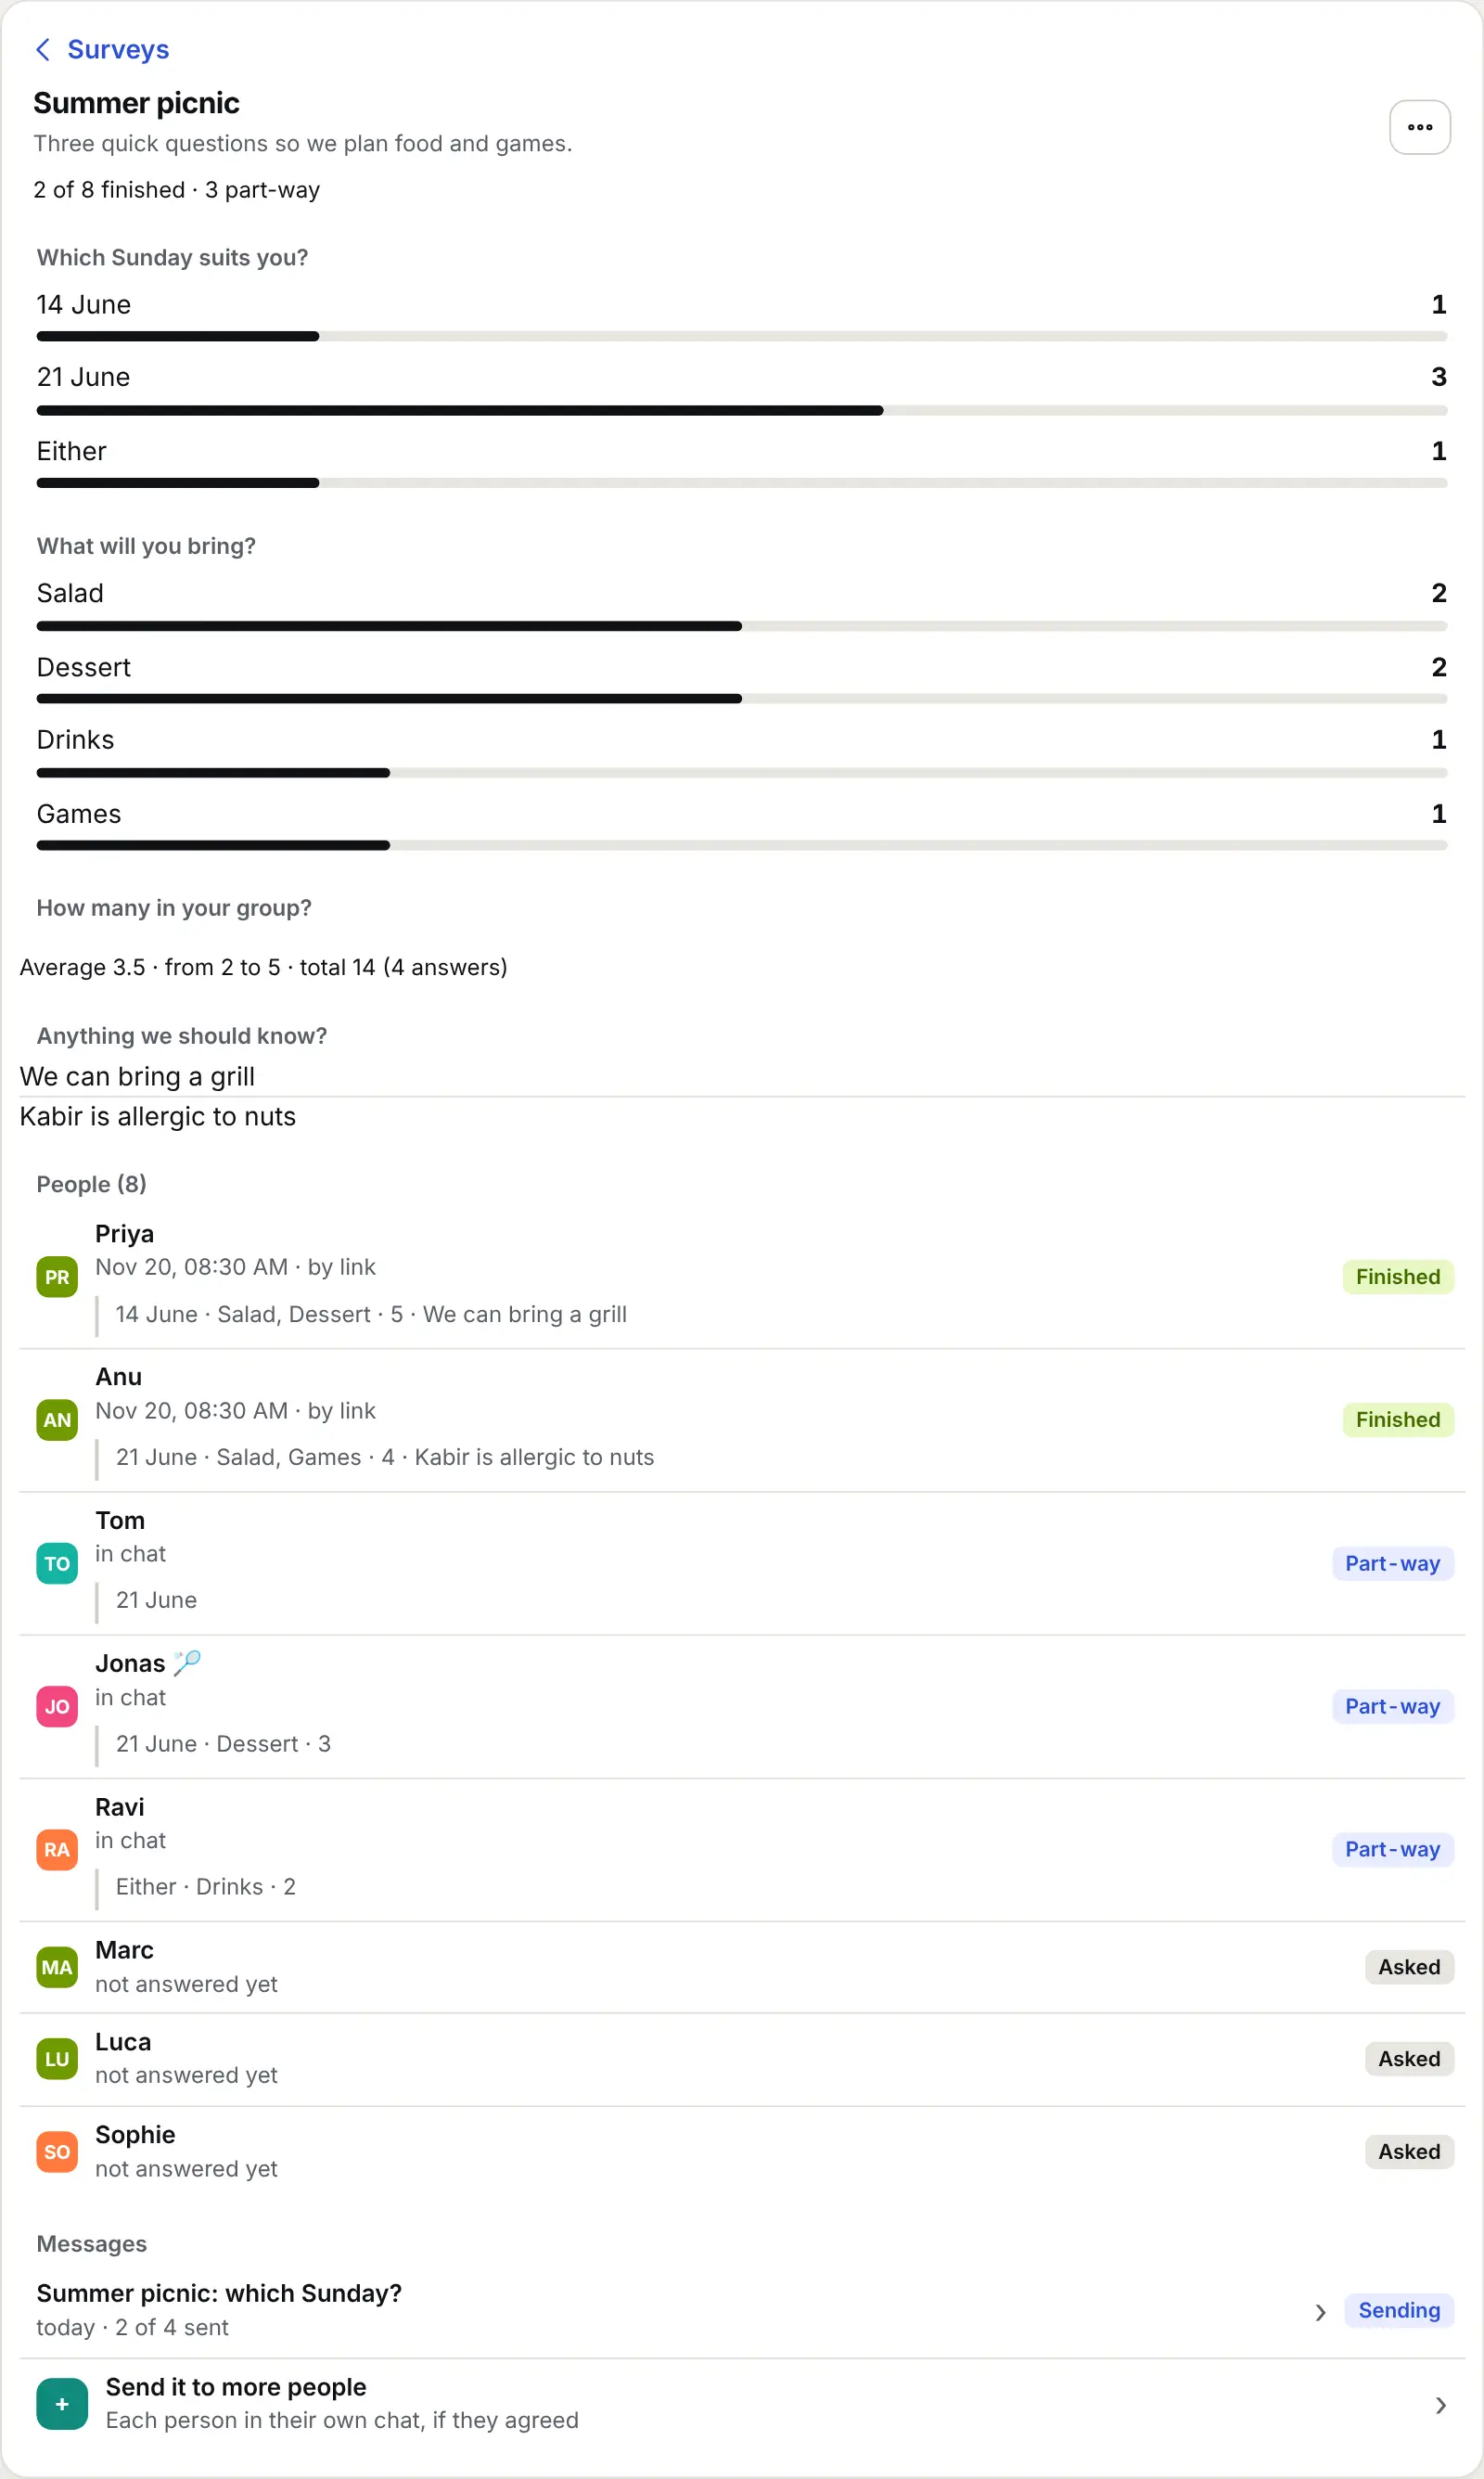 Surveys
Summer picnic
Three quick questions so we plan food and games.
2 of 8 finished · 3 part-way
Which Sunday suits you?
14 June 1
21 June 3
Either 1
What will you bring?
Salad 2
Dessert 2
Drinks 1
Games 1
How many in your group?
Average 3.5 · from 2 to 5 · total 14 (4 answers)
Anything we should know?
We can bring a grill
Kabir is allergic to nuts
People (8)
Priya
PR Nov 20, 08:30 AM · by link Finished
14 June · Salad, Dessert · 5 · We can bring a grill
Anu
AN Nov 20, 08:30 AM · by link Finished
21 June · Salad, Games · 4 · Kabir is allergic to nuts
Tom
TO in chat Part-way
21 June
Jonas 🏸
JO in chat Part-way
21 June · Dessert · 3
Ravi
RA in chat Part-way
Either · Drinks · 2
Marc
MA not answered yet Asked
Luca
LU not answered yet Asked
Sophie
SO not answered yet Asked
Messages
Summer picnic: which Sunday?
today · 2 of 4 sent Sending
Send it to more people
Each person in their own chat, if they agreed